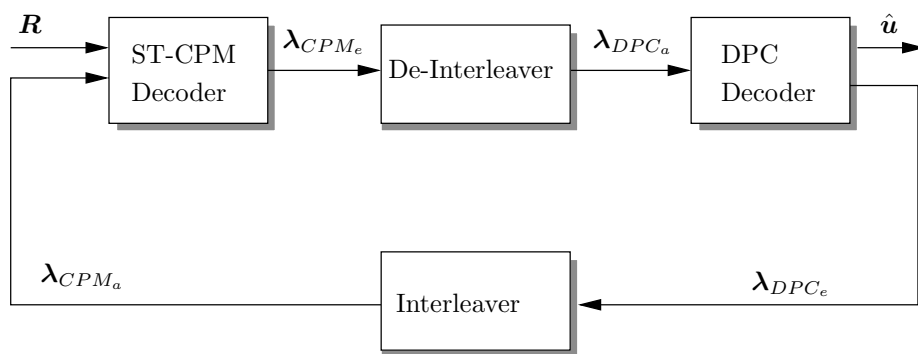 R
ST-CPM
Decoder
λ_{CPM_e}
De-Interleaver
λ_{DPC_a}
DPC
Decoder
û
λ_{CPM_a}
Interleaver
λ_{DPC_e}